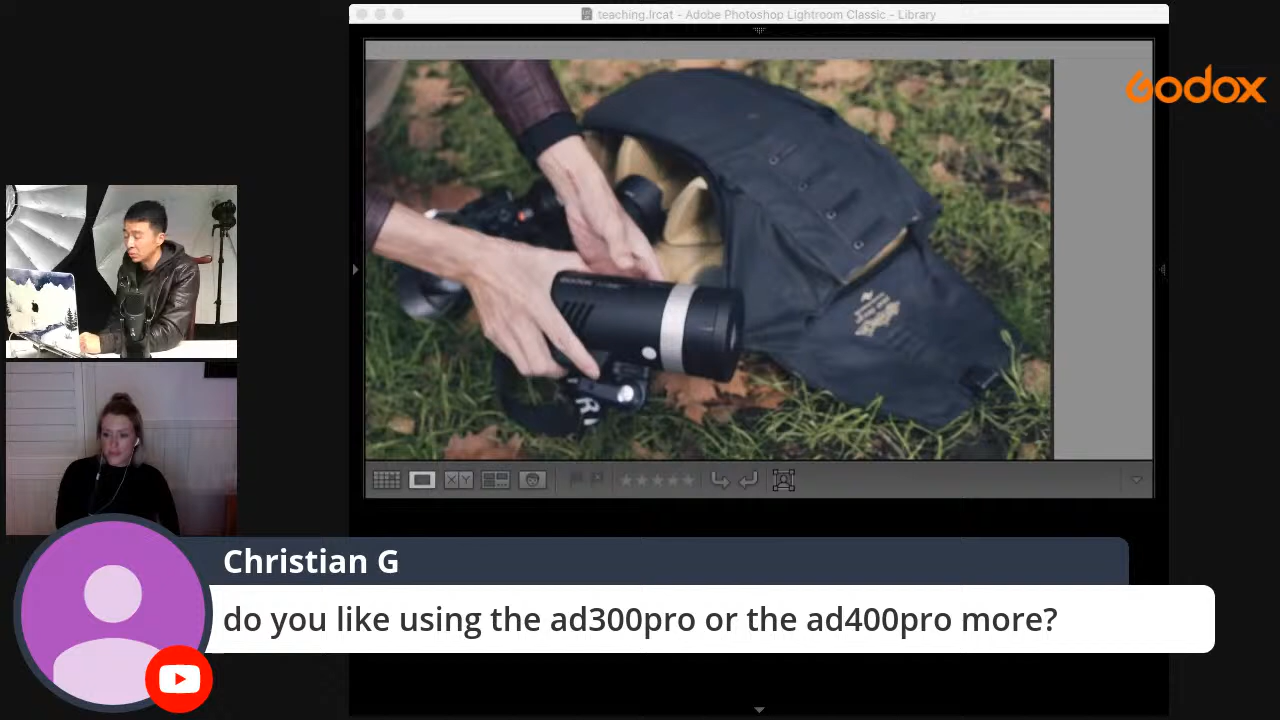 teaching.lrcat - Adobe Photoshop Lightroom Classic - Library
Godox
X Y
Christian G
do you like using the ad300pro or the ad400pro more?